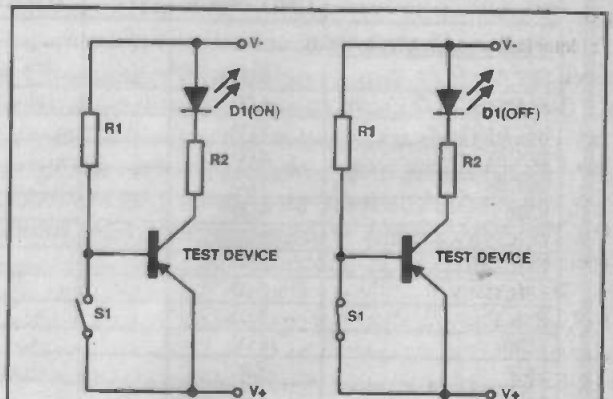 V-
D1(ON)
R1
R2
TEST DEVICE
S1
V+
V-
D1(OFF)
R1
R2
TEST DEVICE
S1
V+